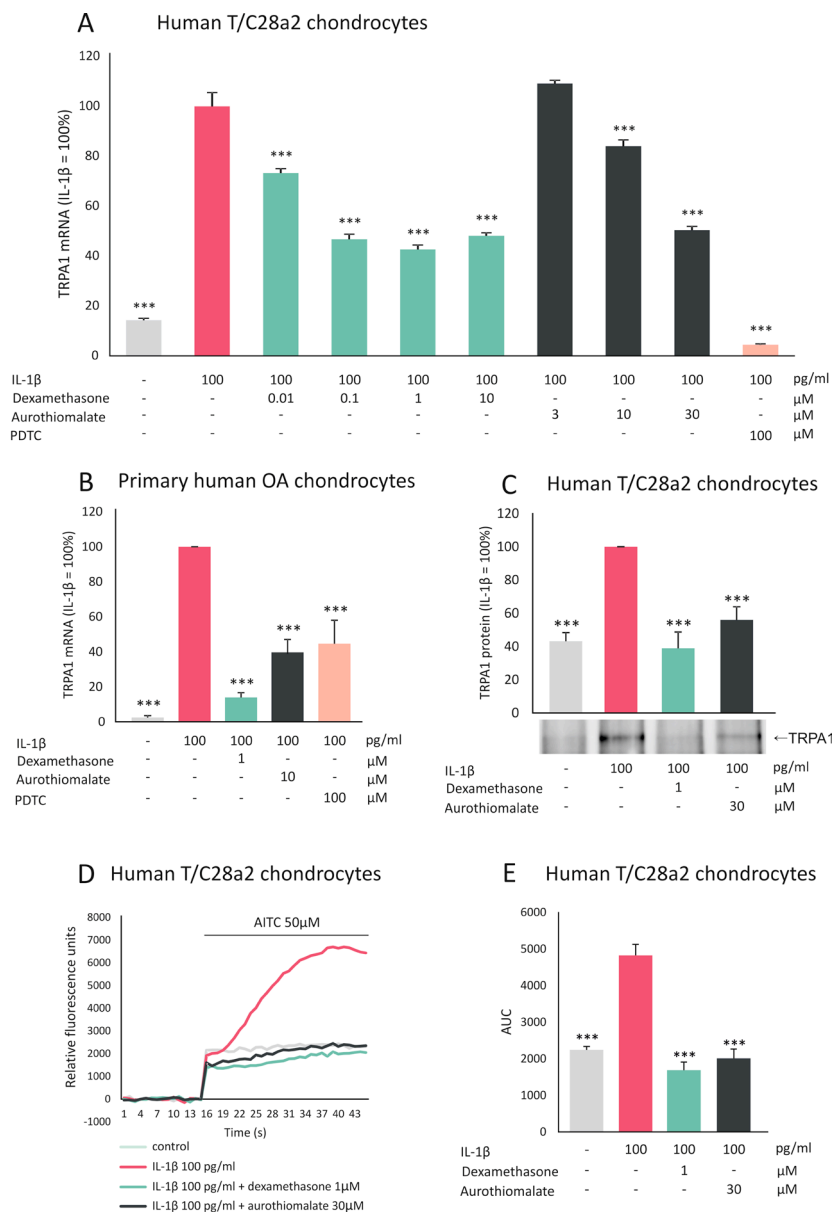 A Human T/C28a2 chondrocytes
TRPA1 mRNA (IL-1β = 100%)
120
100
80
60
40
20
0
*** *** *** *** *** *** *** ***
IL-1β - 100 100 100 100 100 100 100 100 100 pg/ml
Dexamethasone - - 0.01 0.1 1 10 - - - - μM
Aurothiomalate - - - - - - 3 10 30 - μM
PDTC - - - - - - - - - 100 μM
B Primary human OA chondrocytes
TRPA1 mRNA (IL-1β = 100%)
120
100
80
60
40
20
0
*** *** *** ***
IL-1β - 100 100 100 100 pg/ml
Dexamethasone - - 1 - - μM
Aurothiomalate - - - 10 - μM
PDTC - - - - 100 μM
C Human T/C28a2 chondrocytes
TRPA1 protein (IL-1β = 100%)
120
100
80
60
40
20
0
*** *** ***
←TRPA1
IL-1β - 100 100 100 pg/ml
Dexamethasone - - 1 - μM
Aurothiomalate - - - 30 μM
D Human T/C28a2 chondrocytes
Relative fluorescence units
8000
7000
6000
5000
4000
3000
2000
1000
0
-1000
AITC 50μM
1 4 7 10 13 16 19 22 25 28 31 34 37 40 43
Time (s)
control
IL-1β 100 pg/ml
IL-1β 100 pg/ml + dexamethasone 1μM
IL-1β 100 pg/ml + aurothiomalate 30μM
E Human T/C28a2 chondrocytes
AUC
6000
5000
4000
3000
2000
1000
0
*** *** ***
IL-1β - 100 100 100 pg/ml
Dexamethasone - - 1 - μM
Aurothiomalate - - - 30 μM